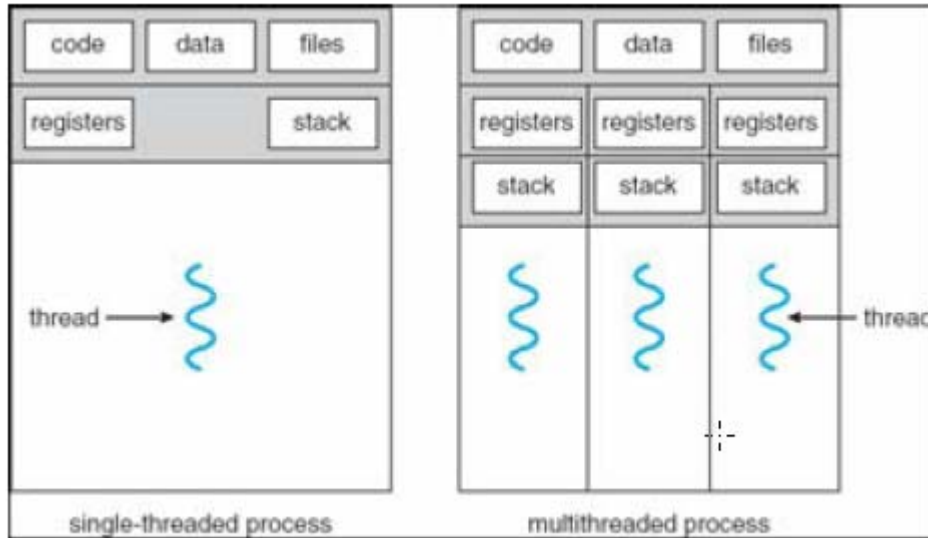 code data files
registers stack
thread
single-threaded process
code data files
registers registers registers
stack stack stack
thread
multithreaded process